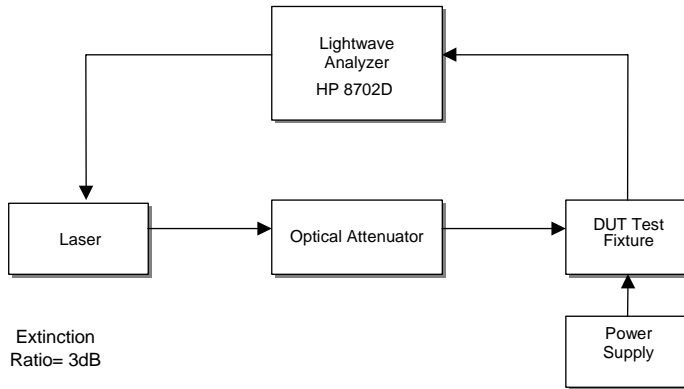 Lightwave
Analyzer
HP 8702D
Laser
Optical Attenuator
DUT Test
Fixture
Extinction
Ratio= 3dB
Power
Supply